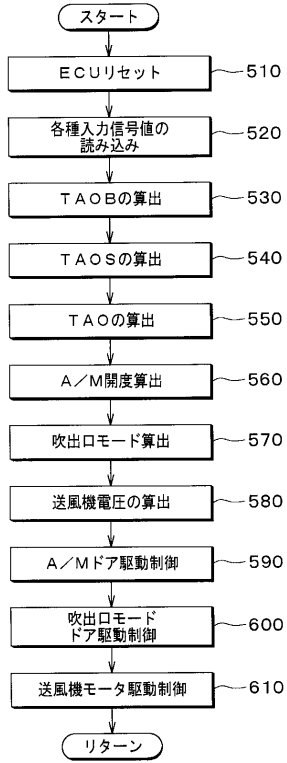 スタート
ECUリセット
510
各種入力信号値の
読み込み
520
TAOBの算出
530
TAOSの算出
540
TAOの算出
550
A/M開度算出
560
吹出口モード算出
570
送風機電圧の算出
580
A/Mドア駆動制御
590
吹出口モード
ドア駆動制御
600
送風機モータ駆動制御
610
リターン